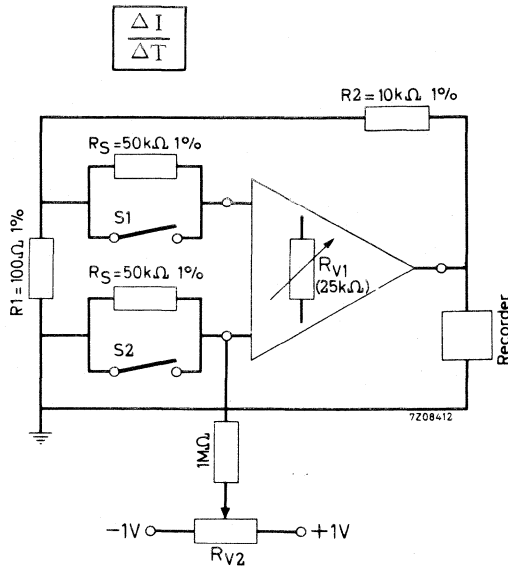 ΔI
ΔT
R2 = 10kΩ 1%
RS = 50kΩ 1%
S1
R1 = 100Ω 1%
RS = 50kΩ 1%
S2
RV1
(25kΩ)
Recorder
7Z08412
1MΩ
−1V
+1V
RV2